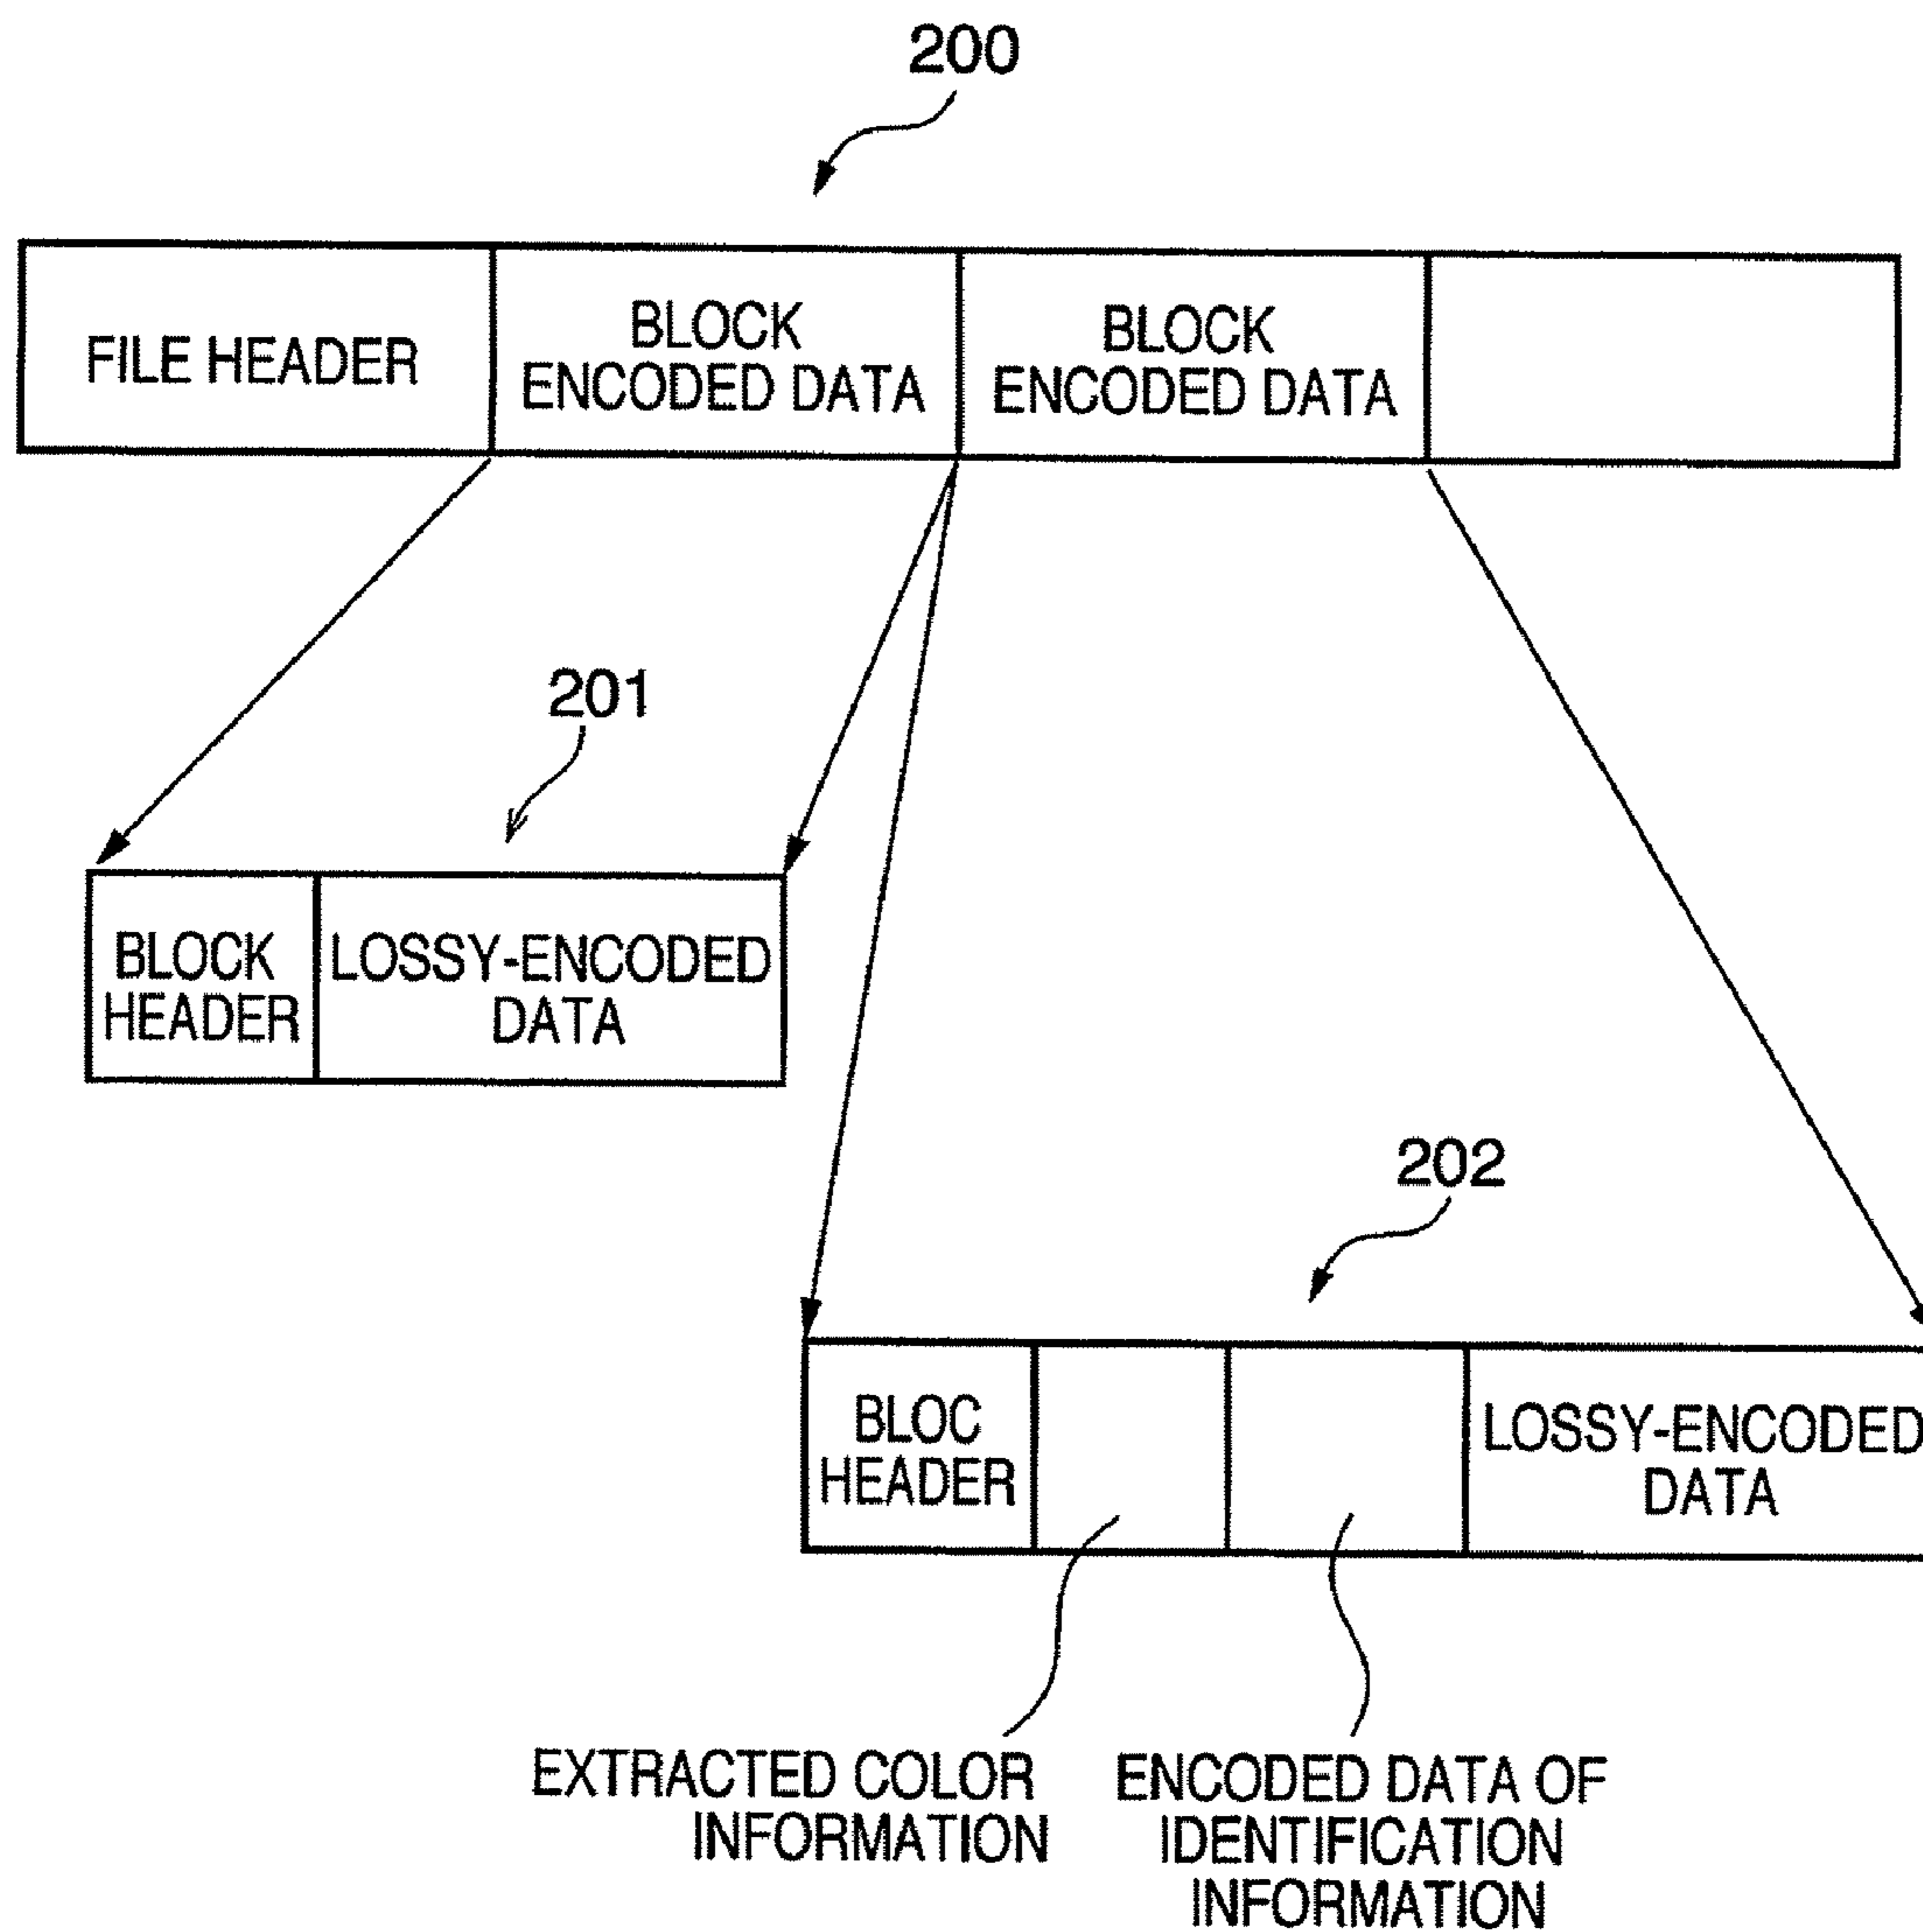 200
FILE HEADER
BLOCK
ENCODED DATA
BLOCK
ENCODED DATA
201
BLOCK
HEADER
LOSSY-ENCODED
DATA
202
BLOC
HEADER
LOSSY-ENCODED
DATA
EXTRACTED COLOR
INFORMATION
ENCODED DATA OF
IDENTIFICATION
INFORMATION